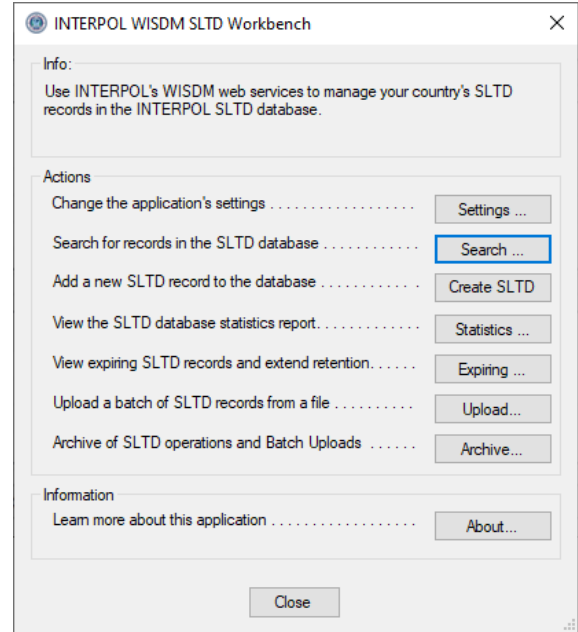 INTERPOL WISDM SLTD Workbench
Info:
Use INTERPOL's WISDM web services to manage your country's SLTD
records in the INTERPOL SLTD database.
Actions
Change the application's settings . . . . . . . . . . . . . . . . . . Settings ...
Search for records in the SLTD database . . . . . . . . . . . . Search ...
Add a new SLTD record to the database . . . . . . . . . . . . Create SLTD
View the SLTD database statistics report. . . . . . . . . . . . . Statistics ...
View expiring SLTD records and extend retention. . . . . . Expiring ...
Upload a batch of SLTD records from a file . . . . . . . . . . Upload...
Archive of SLTD operations and Batch Uploads . . . . . . Archive...
Information
Learn more about this application . . . . . . . . . . . . . . . . . . About...
Close